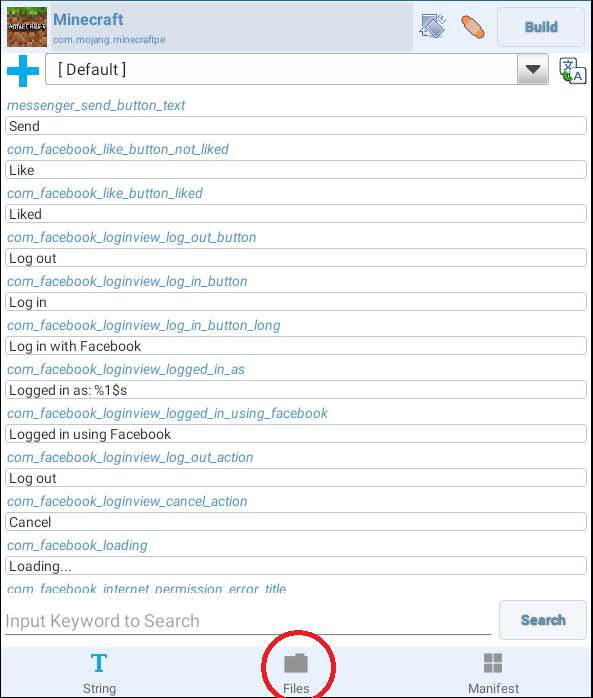 MINECRAFT
Minecraft
com.mojang.minecraftpe
Build
[ Default ]
messenger_send_button_text
Send
com_facebook_like_button_not_liked
Like
com_facebook_like_button_liked
Liked
com_facebook_loginview_log_out_button
Log out
com_facebook_loginview_log_in_button
Log in
com_facebook_loginview_log_in_button_long
Log in with Facebook
com_facebook_loginview_logged_in_as
Logged in as: %1$s
com_facebook_loginview_logged_in_using_facebook
Logged in using Facebook
com_facebook_loginview_log_out_action
Log out
com_facebook_loginview_cancel_action
Cancel
com_facebook_loading
Loading...
com_facebook_internet_permission_error_title
Input Keyword to Search
Search
String
Files
Manifest